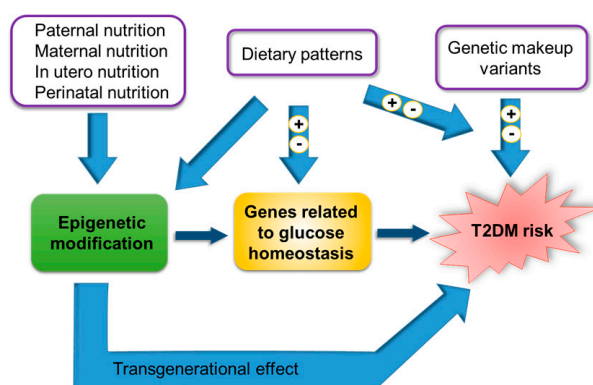 Paternal nutrition
Maternal nutrition
In utero nutrition
Perinatal nutrition
Dietary patterns
Genetic makeup
variants
+
-
+
-
+
-
Epigenetic
modification
Genes related
to glucose
homeostasis
T2DM risk
Transgenerational effect